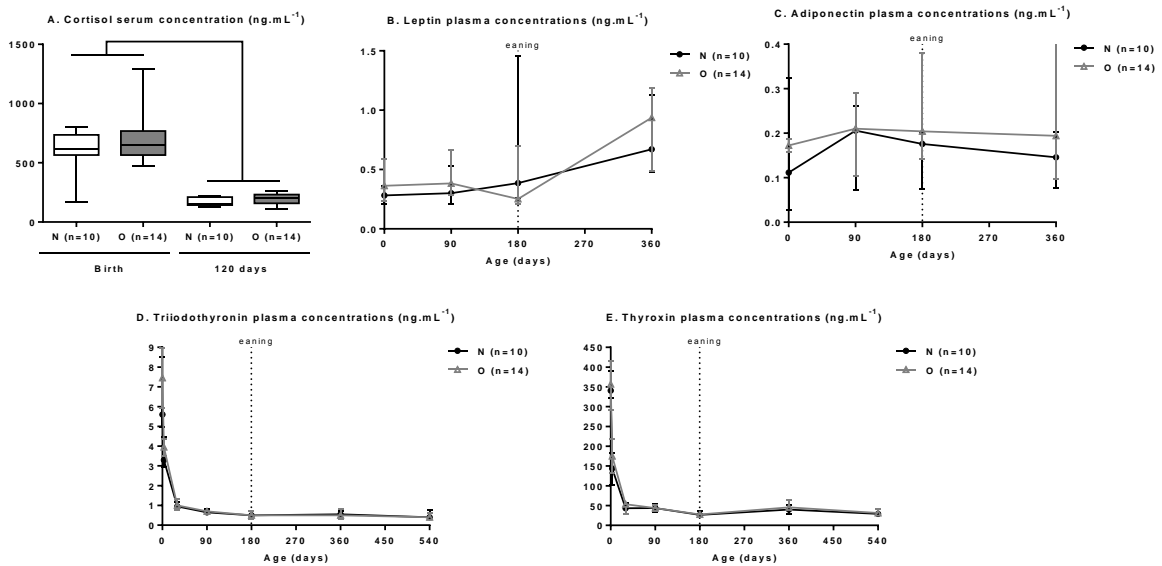 A. Cortisol serum concentration (ng.mL-1)
1500
1000
500
0
N (n=10)
O (n=14)
N (n=10)
O (n=14)
Birth
120 days
B. Leptin plasma concentrations (ng.mL-1)
eaning
1.5
1.0
0.5
0.0
0
90
180
270
360
Age (days)
N (n=10)
O (n=14)
C. Adiponectin plasma concentrations (ng.mL-1)
eaning
0.4
0.3
0.2
0.1
0.0
0
90
180
270
360
Age (days)
N (n=10)
O (n=14)
D. Triiodothyronin plasma concentrations (ng.mL-1)
eaning
9
8
7
6
5
4
3
2
1
0
0
90
180
270
360
450
540
Age (days)
N (n=10)
O (n=14)
E. Thyroxin plasma concentrations (ng.mL-1)
eaning
450
400
350
300
250
200
150
100
50
0
0
90
180
270
360
450
540
Age (days)
N (n=10)
O (n=14)